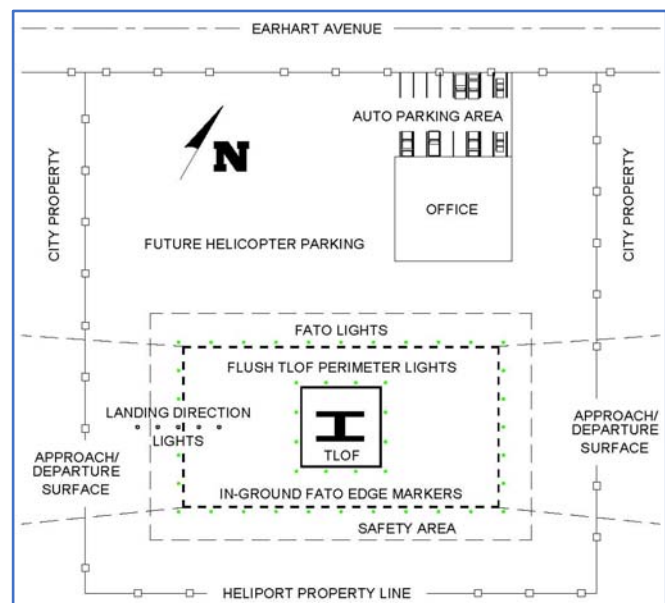 EARHART AVENUE
AUTO PARKING AREA
N
CITY PROPERTY
OFFICE
CITY PROPERTY
FUTURE HELICOPTER PARKING
FATO LIGHTS
FLUSH TLOF PERIMETER LIGHTS
LANDING DIRECTION
LIGHTS
H
TLOF
APPROACH/
DEPARTURE
SURFACE
APPROACH/
DEPARTURE
SURFACE
IN-GROUND FATO EDGE MARKERS
SAFETY AREA
HELIPORT PROPERTY LINE